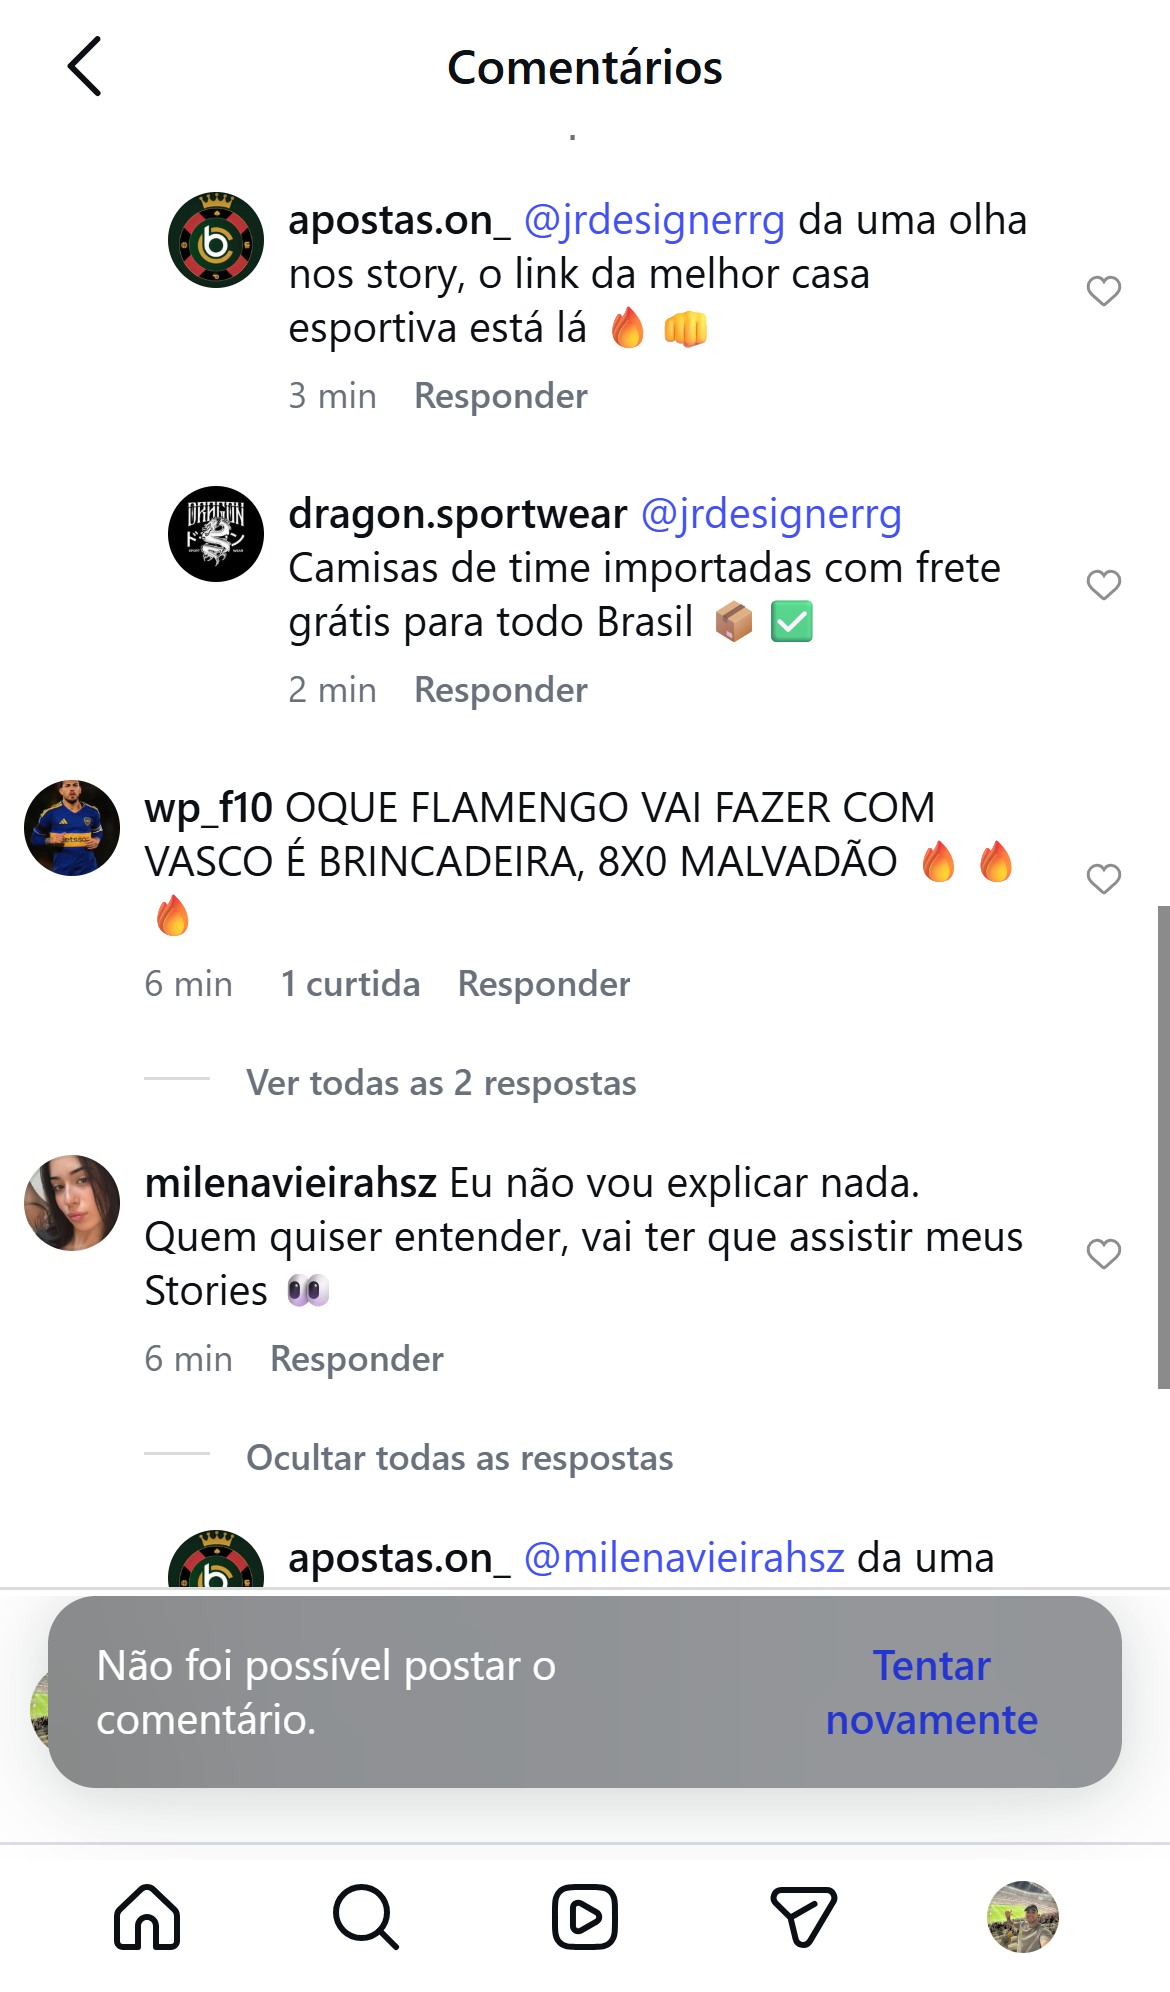 Comentários
apostas.on_ @jrdesignerrg da uma olha
nos story, o link da melhor casa
esportiva está lá 🔥 👊
3 min Responder
DRAGON
dragon.sportwear @jrdesignerrg
Camisas de time importadas com frete
grátis para todo Brasil 📦 ✅
2 min Responder
wp_f10 OQUE FLAMENGO VAI FAZER COM
VASCO É BRINCADEIRA, 8X0 MALVADÃO 🔥 🔥
🔥
6 min 1 curtida Responder
Ver todas as 2 respostas
milenavieirahsz Eu não vou explicar nada.
Quem quiser entender, vai ter que assistir meus
Stories 👀
6 min Responder
Ocultar todas as respostas
apostas.on_ @milenavieirahsz da uma
Não foi possível postar o
comentário.
Tentar
novamente